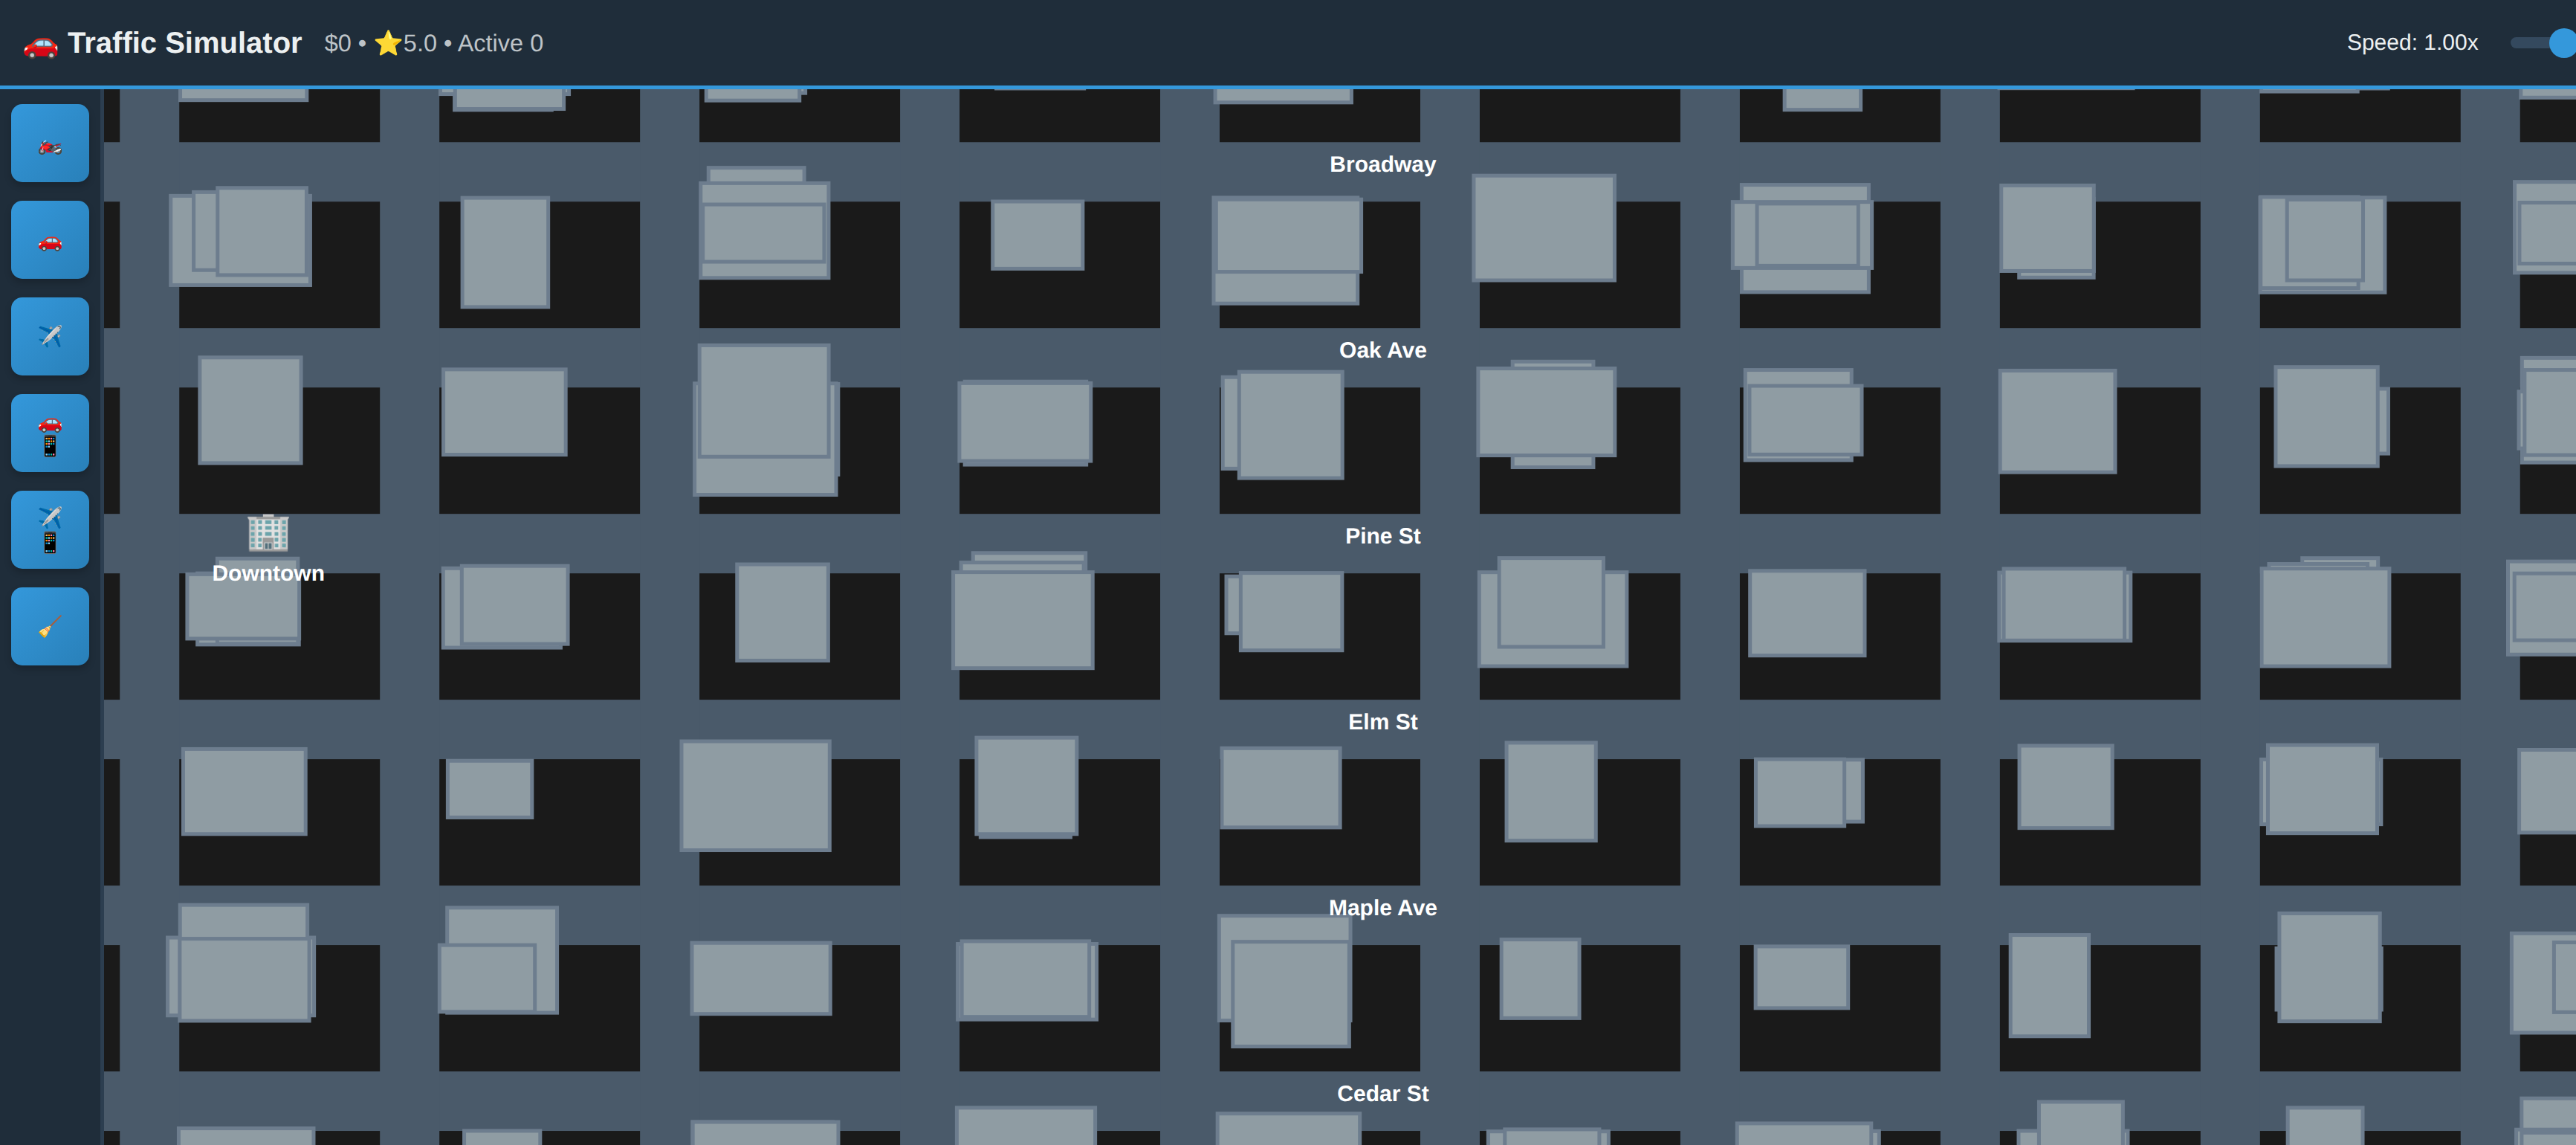 Traffic Simulator
$0 • ⭐5.0 • Active 0
Speed: 1.00x
Broadway
Oak Ave
Pine St
Downtown
Elm St
Maple Ave
Cedar St